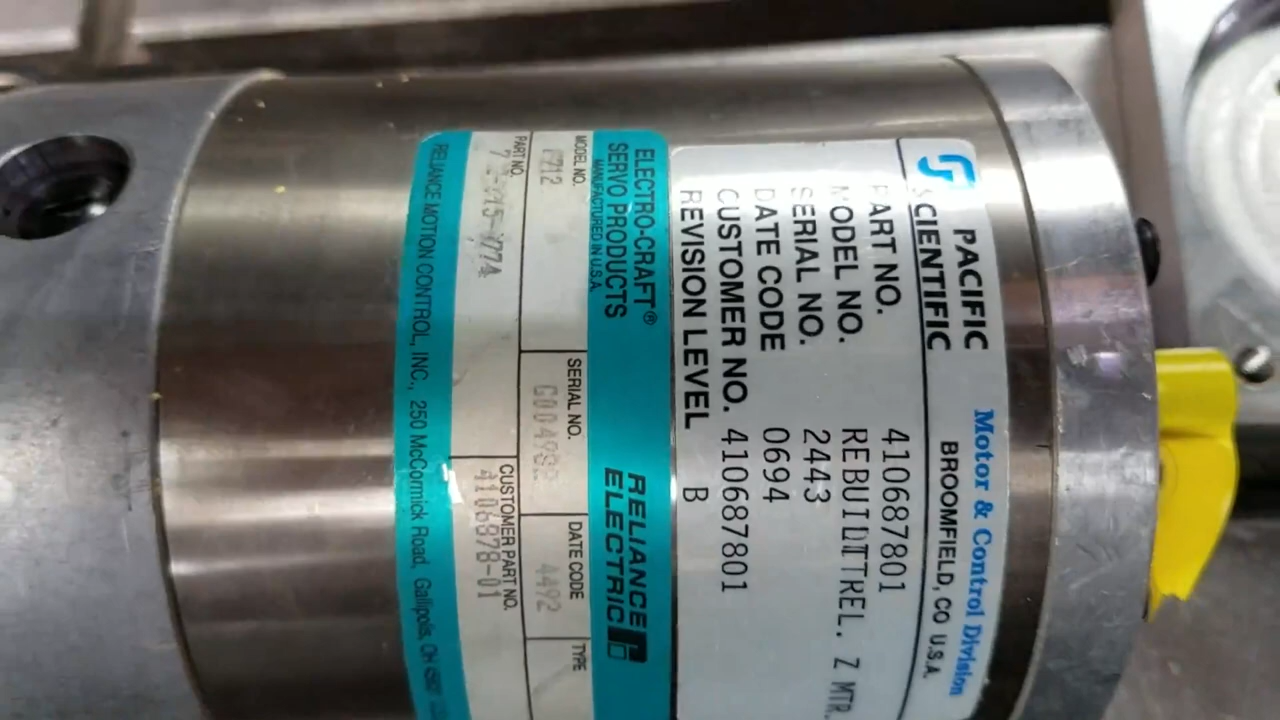 PACIFIC
SCIENTIFIC
Motor & Control Division
BROOMFIELD, CO U.S.A.
PART NO. 410687801
MODEL NO. REL. Z MTR.
SERIAL NO. 2443
DATE CODE 0694
CUSTOMER NO. 410687801
REVISION LEVEL B
ELECTRO-CRAFT®
SERVO PRODUCTS
MANUFACTURED IN U.S.A.
RELIANCE
ELECTRIC
MODEL NO.
SERIAL NO.
DATE CODE 4492
TYPE
PART NO.
CUSTOMER PART NO.
4106878-01
RELIANCE MOTION CONTROL, INC., 250 McCormick Road, Gallipolis, OH